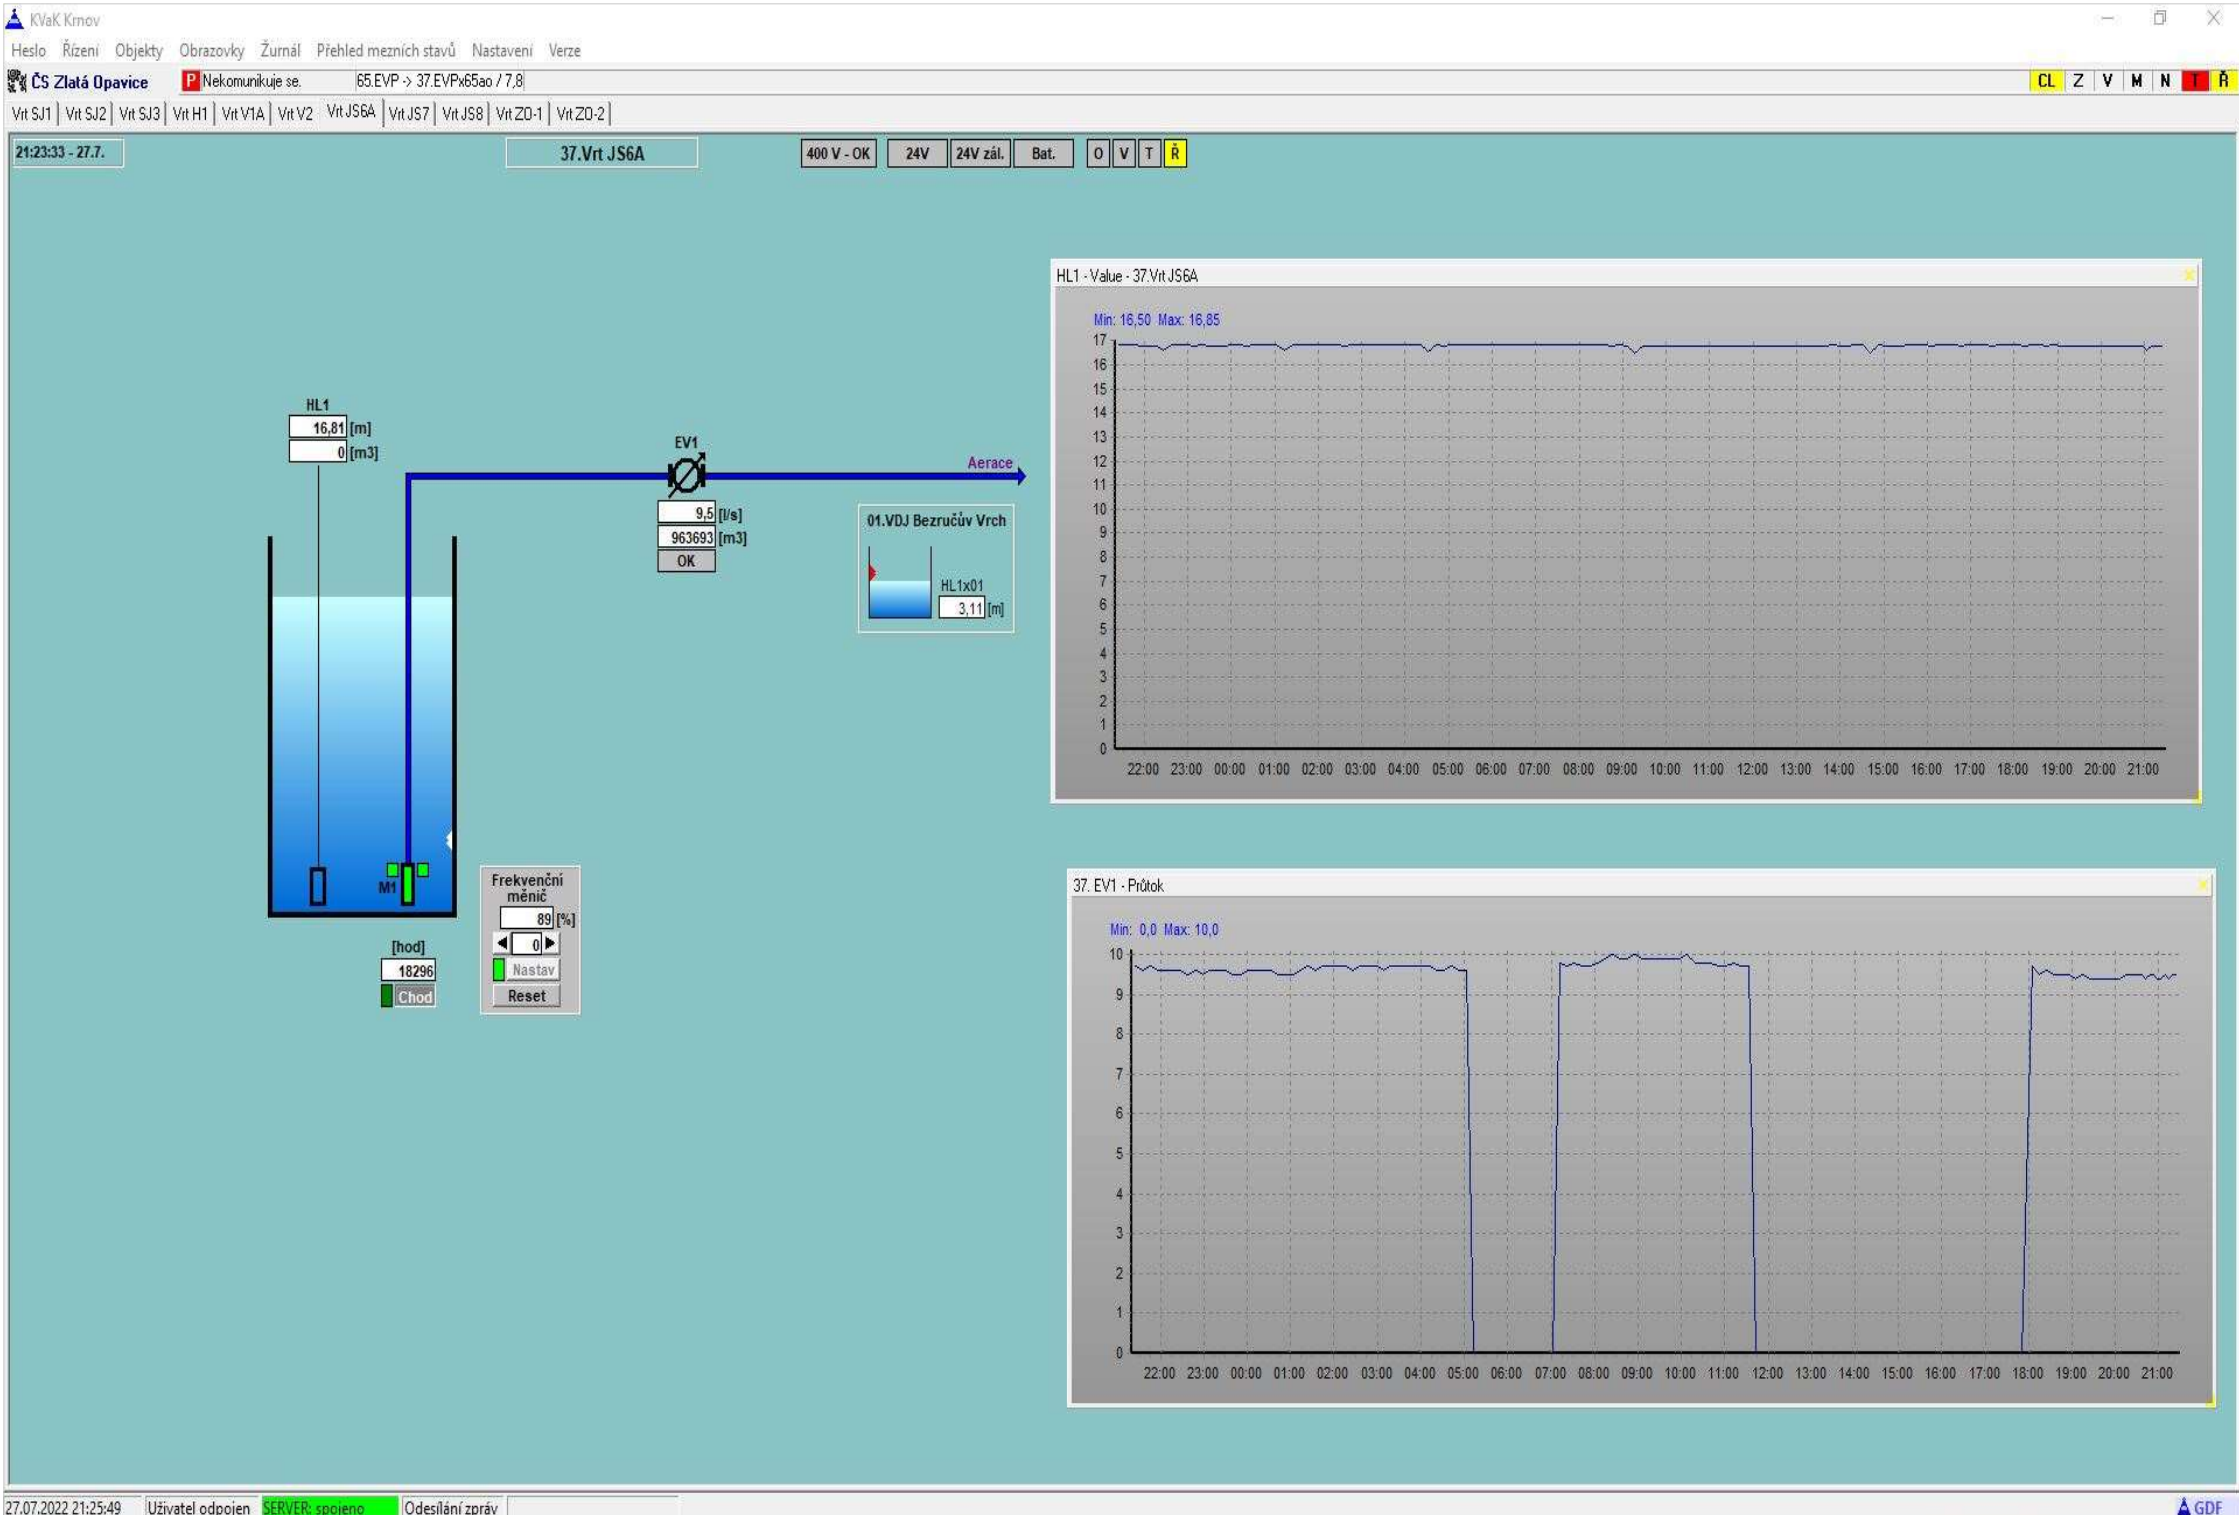 KVaK Krnov
Heslo Řízení Objekty Obrazovky Žurnál Přehled mezních stavů Nastavení Verze
ČS Zlatá Opavice P Nekomunikuje se. 65.EVP -> 37.EVPx65ao / 7,8 CL Z V M N T Ř
Vrt SJ1 Vrt SJ2 Vrt SJ3 Vrt H1 Vrt V1A Vrt V2 Vrt JS6A Vrt JS7 Vrt JS8 Vrt ZO-1 Vrt ZO-2
21:23:33 - 27.7. 37.Vrt JS6A 400 V - OK 24V 24V zál. Bat. O V T Ř
HL1
16,81 [m]
0 [m3]
EV1
9,5 [l/s]
963693 [m3]
OK
Aerace
01.VDJ Bezručův Vrch
HL1x01
3,11 [m]
M1
[hod]
18296
Chod
Frekvenční
měnič
89 [%]
0
Nastav
Reset
HL1 - Value - 37.Vrt JS6A
Min: 16,50 Max: 16,85
17
16
15
14
13
12
11
10
9
8
7
6
5
4
3
2
1
0
22:00 23:00 00:00 01:00 02:00 03:00 04:00 05:00 06:00 07:00 08:00 09:00 10:00 11:00 12:00 13:00 14:00 15:00 16:00 17:00 18:00 19:00 20:00 21:00
37. EV1 - Průtok
Min: 0,0 Max: 10,0
10
9
8
7
6
5
4
3
2
1
0
22:00 23:00 00:00 01:00 02:00 03:00 04:00 05:00 06:00 07:00 08:00 09:00 10:00 11:00 12:00 13:00 14:00 15:00 16:00 17:00 18:00 19:00 20:00 21:00
27.07.2022 21:25:49 Uživatel odpojen SERVER: spojeno Odesílání zpráv GDF